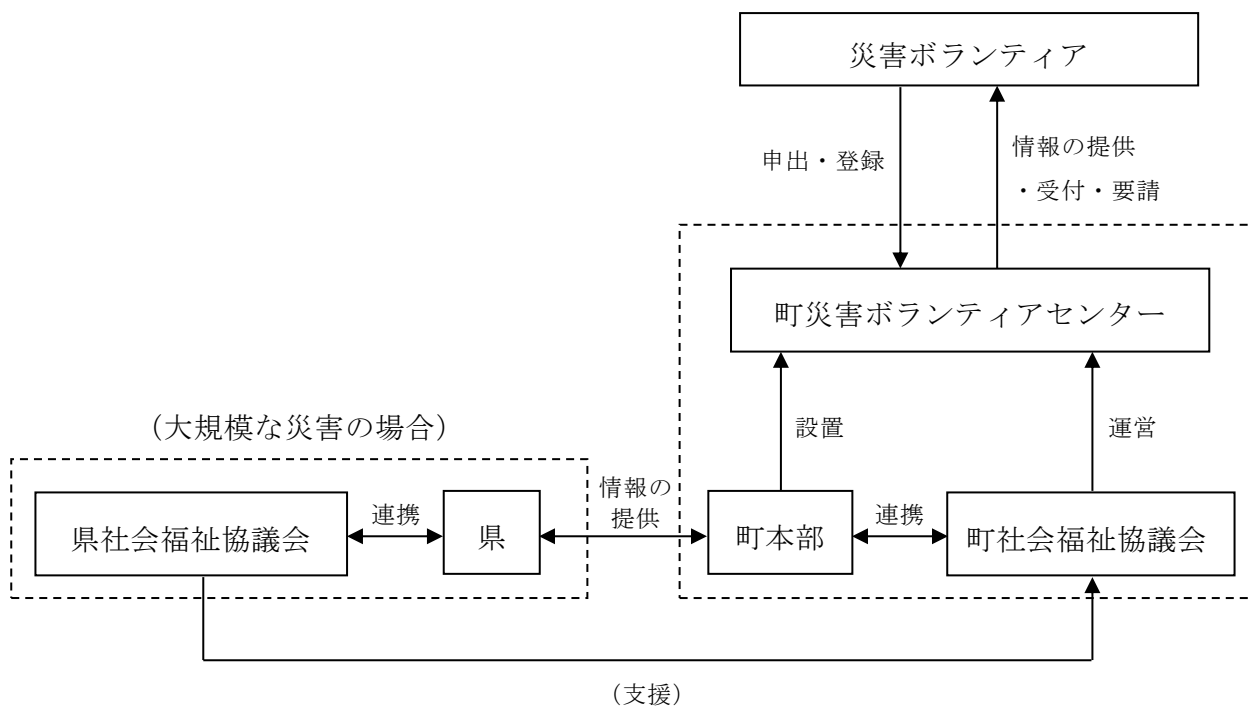 災害ボランティア
申出・登録
情報の提供
・受付・要請
町災害ボランティアセンター
設置
運営
（大規模な災害の場合）
県社会福祉協議会
連携
県
情報の
提供
町本部
連携
町社会福祉協議会
（支援）